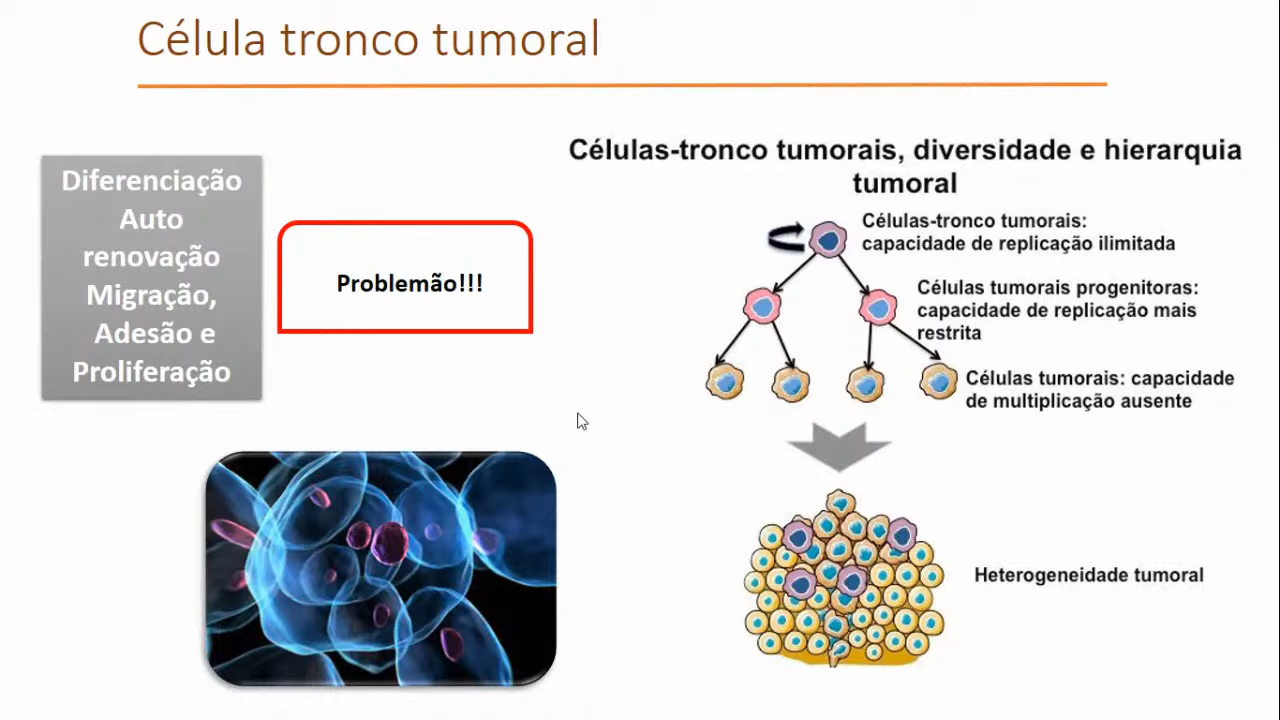 Célula tronco tumoral
Diferenciação
Auto
renovação
Migração,
Adesão e
Proliferação
Problemão!!!
Células-tronco tumorais, diversidade e hierarquia
tumoral
Células-tronco tumorais:
capacidade de replicação ilimitada
Células tumorais progenitoras:
capacidade de replicação mais
restrita
Células tumorais: capacidade
de multiplicação ausente
Heterogeneidade tumoral